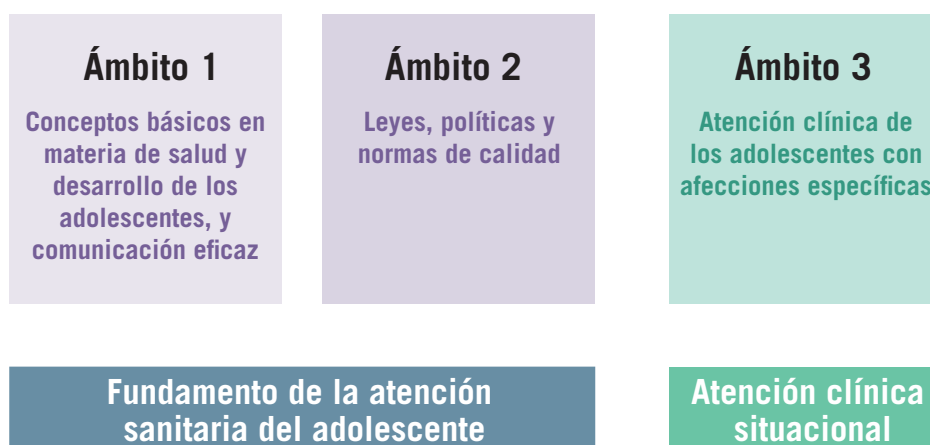 Ámbito 1
Conceptos básicos en
materia de salud y
desarrollo de los
adolescentes, y
comunicación eficaz
Ámbito 2
Leyes, políticas y
normas de calidad
Ámbito 3
Atención clínica de
los adolescentes con
afecciones específicas
Fundamento de la atención
sanitaria del adolescente
Atención clínica
situacional